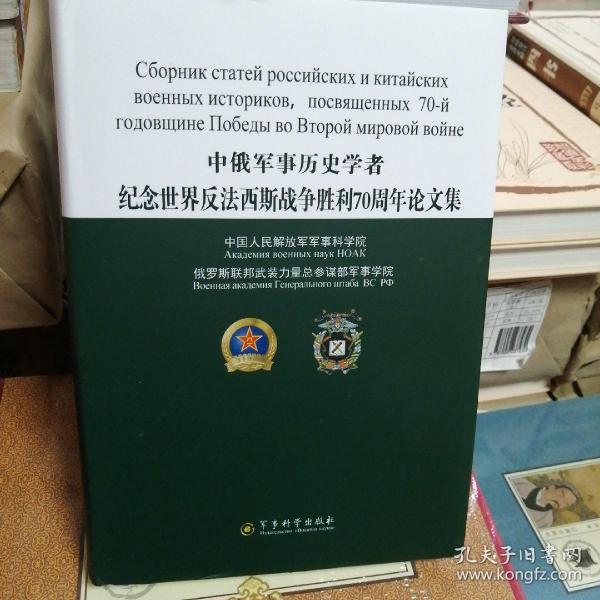 Сборник статей российских и китайских
военных историков, посвященных 70-й
годовщине Победы во Второй мировой войне
中俄军事历史学者
纪念世界反法西斯战争胜利70周年论文集
中国人民解放军军事科学院
Академия военных наук НОАК
俄罗斯联邦武装力量总参谋部军事学院
Военная академия Генерального штаба ВС РФ
军事科学出版社
Издательство «Военная наука»
孔夫子旧书网
www.kongfz.com